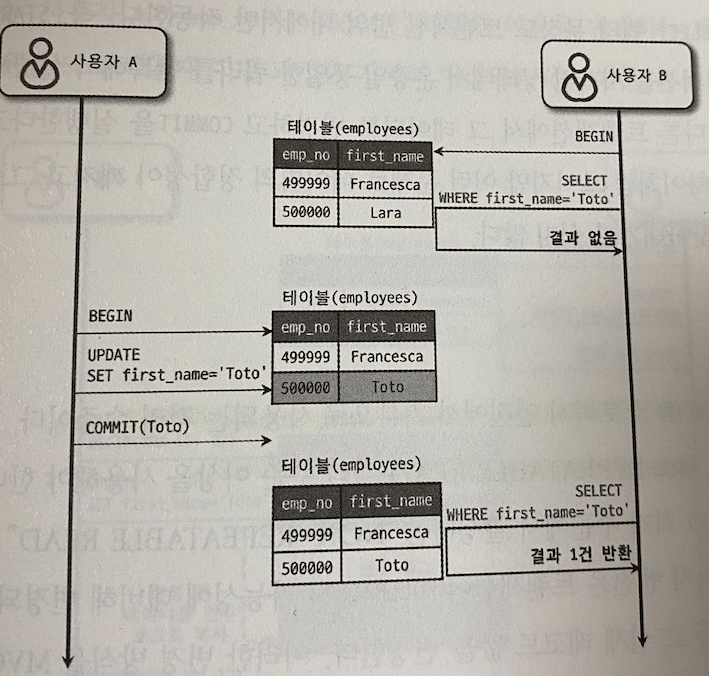 사용자 A
사용자 B
테이블(employees)
BEGIN
emp_no first_name
499999 Francesca
500000 Lara
SELECT
WHERE first_name='Toto'
결과 없음
테이블(employees)
BEGIN
emp_no first_name
499999 Francesca
500000 Toto
UPDATE
SET first_name='Toto'
COMMIT(Toto)
테이블(employees)
emp_no first_name
499999 Francesca
500000 Toto
SELECT
WHERE first_name='Toto'
결과 1건 반환